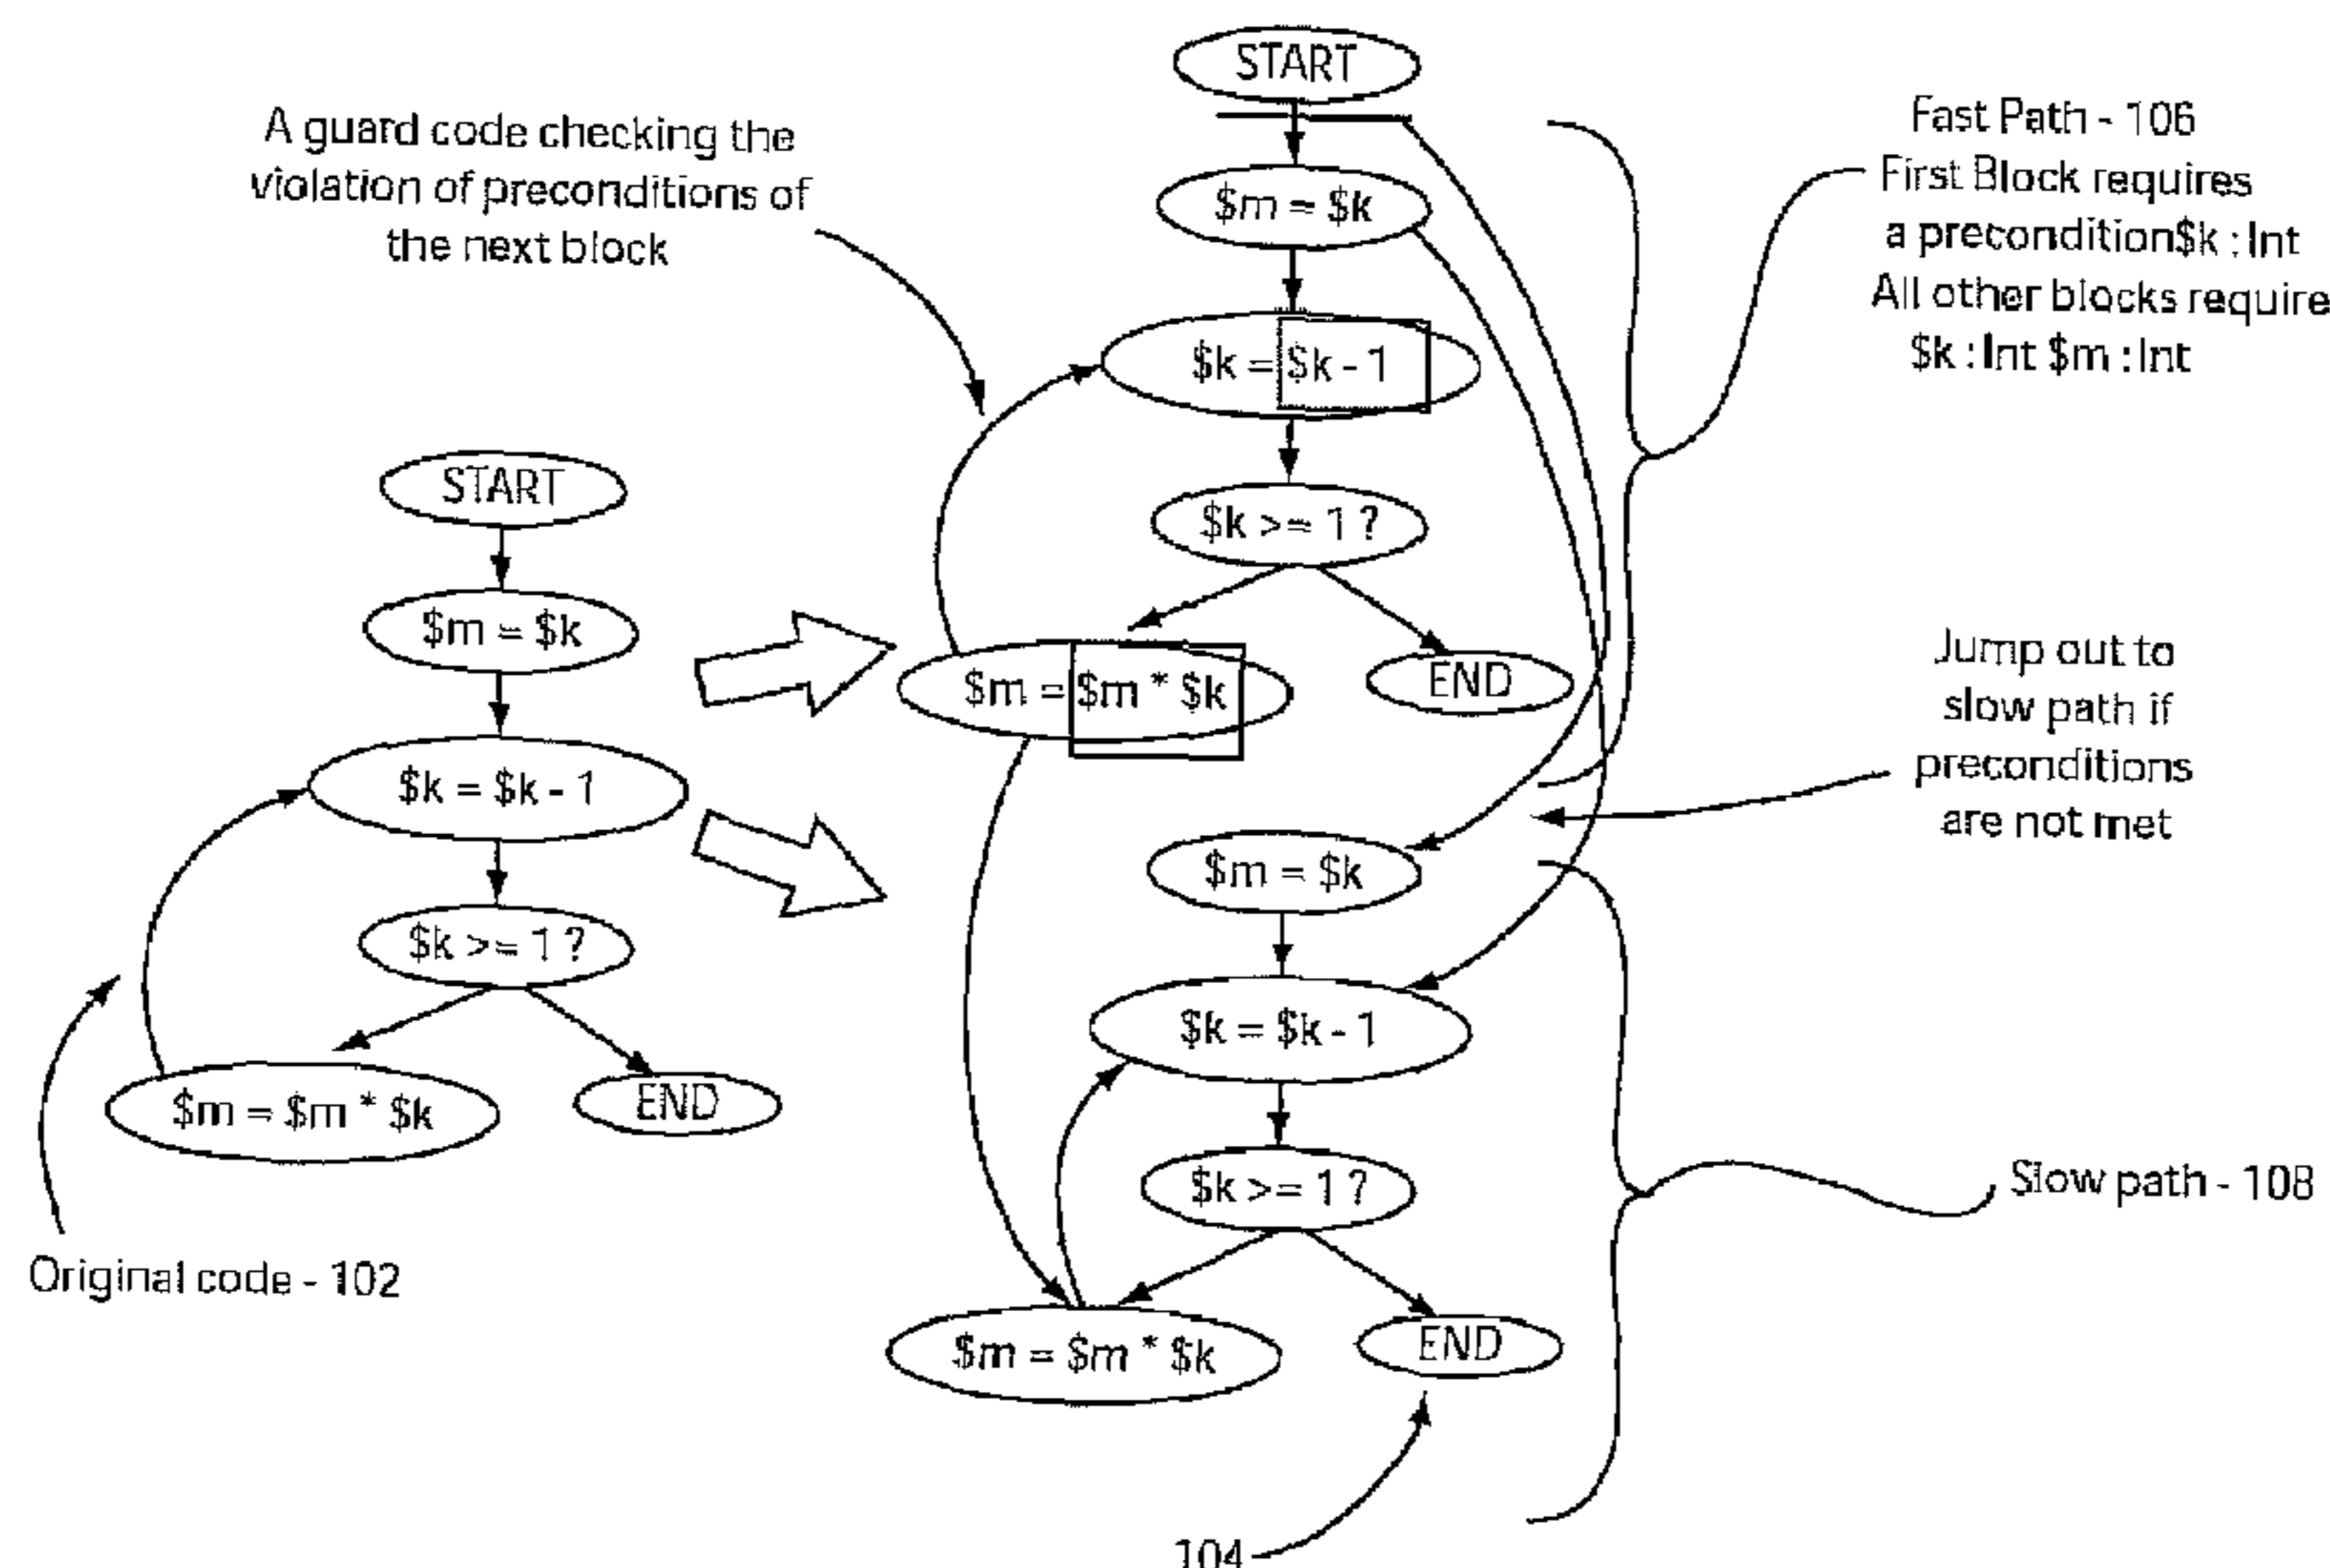 START
A guard code checking the
violation of preconditions of
the next block
Fast Path - 106
First Block requires
a precondition$k : Int
All other blocks require
$k : Int $m : Int
$m = $k
$k = $k - 1
$k >= 1 ?
$m = $m * $k
END
START
$m = $k
$k = $k - 1
$k >= 1 ?
$m = $m * $k
END
Original code - 102
Jump out to
slow path if
preconditions
are not met
$m = $k
$k = $k - 1
$k >= 1 ?
$m = $m * $k
END
Slow path - 108
104